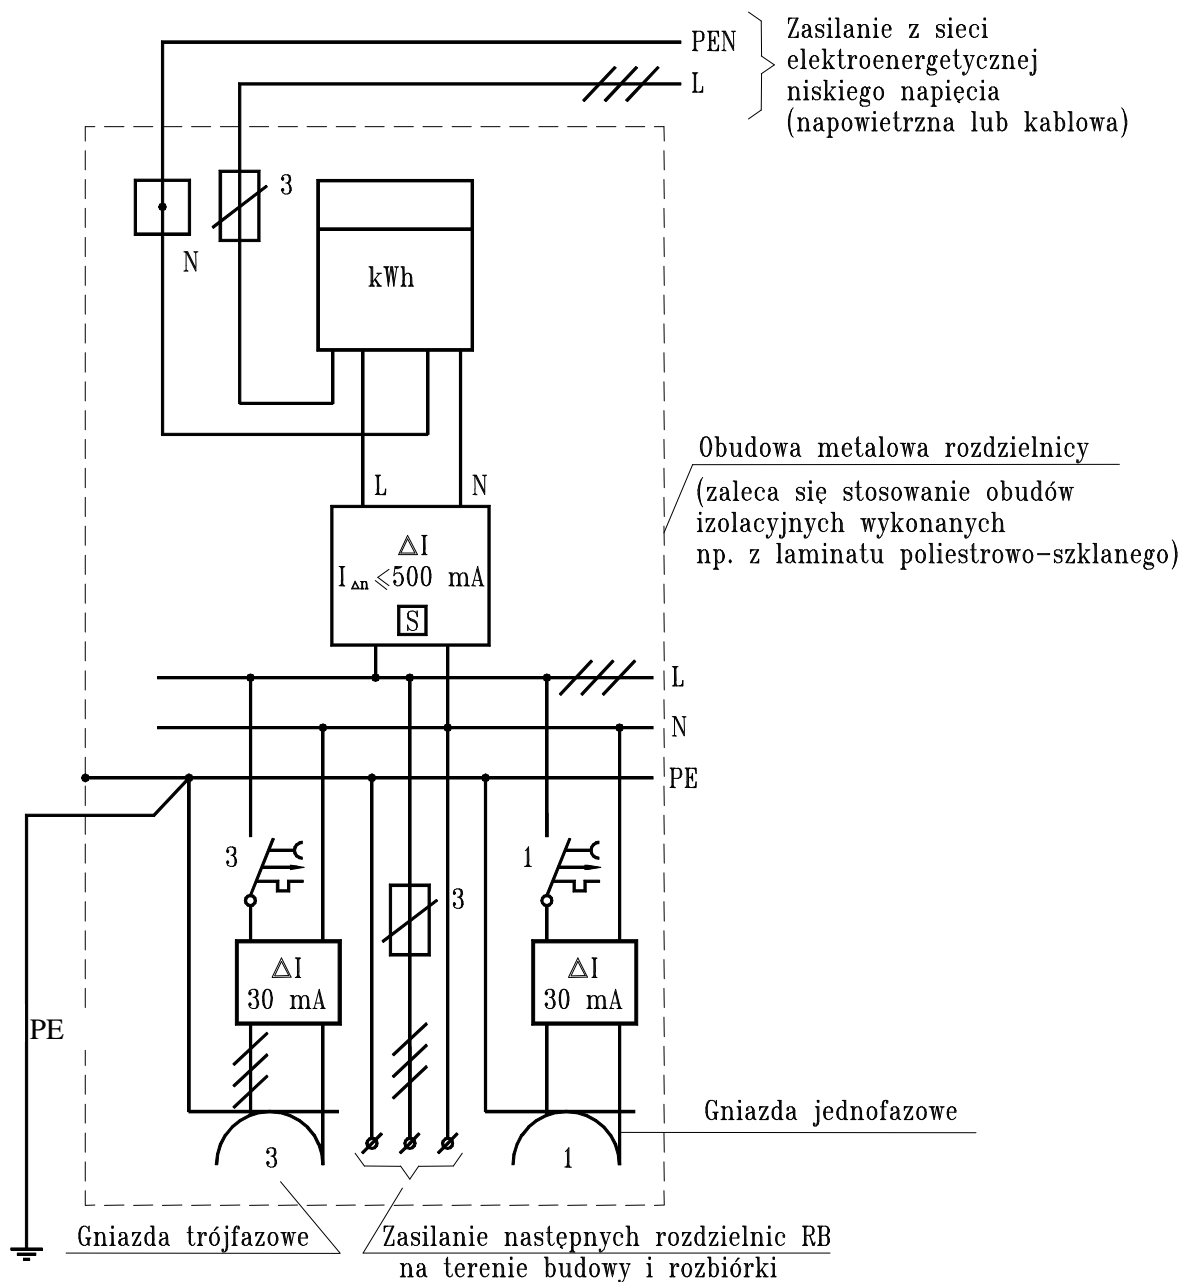 PEN
L
Zasilanie z sieci
elektroenergetycznej
niskiego napięcia
(napowietrzna lub kablowa)
3
N
kWh
Obudowa metalowa rozdzielnicy
(zaleca się stosowanie obudów
izolacyjnych wykonanych
np. z laminatu poliestrowo-szklanego)
L N
ΔI
IΔn ⩽500 mA
S
L
N
PE
3
1
3
ΔI
30 mA
ΔI
30 mA
PE
Gniazda jednofazowe
3
1
Gniazda trójfazowe
Zasilanie następnych rozdzielnic RB
na terenie budowy i rozbiórki